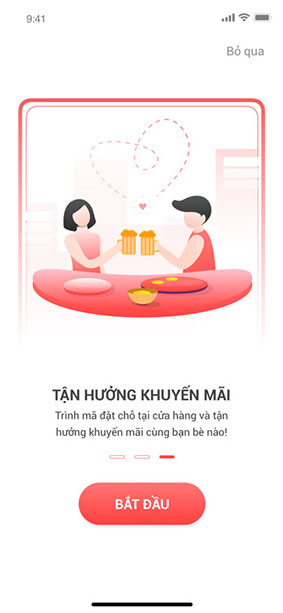 9:41
Bỏ qua
TẬN HƯỞNG KHUYẾN MÃI
Trình mã đặt chỗ tại cửa hàng và tận
hưởng khuyến mãi cùng bạn bè nào!
BẮT ĐẦU